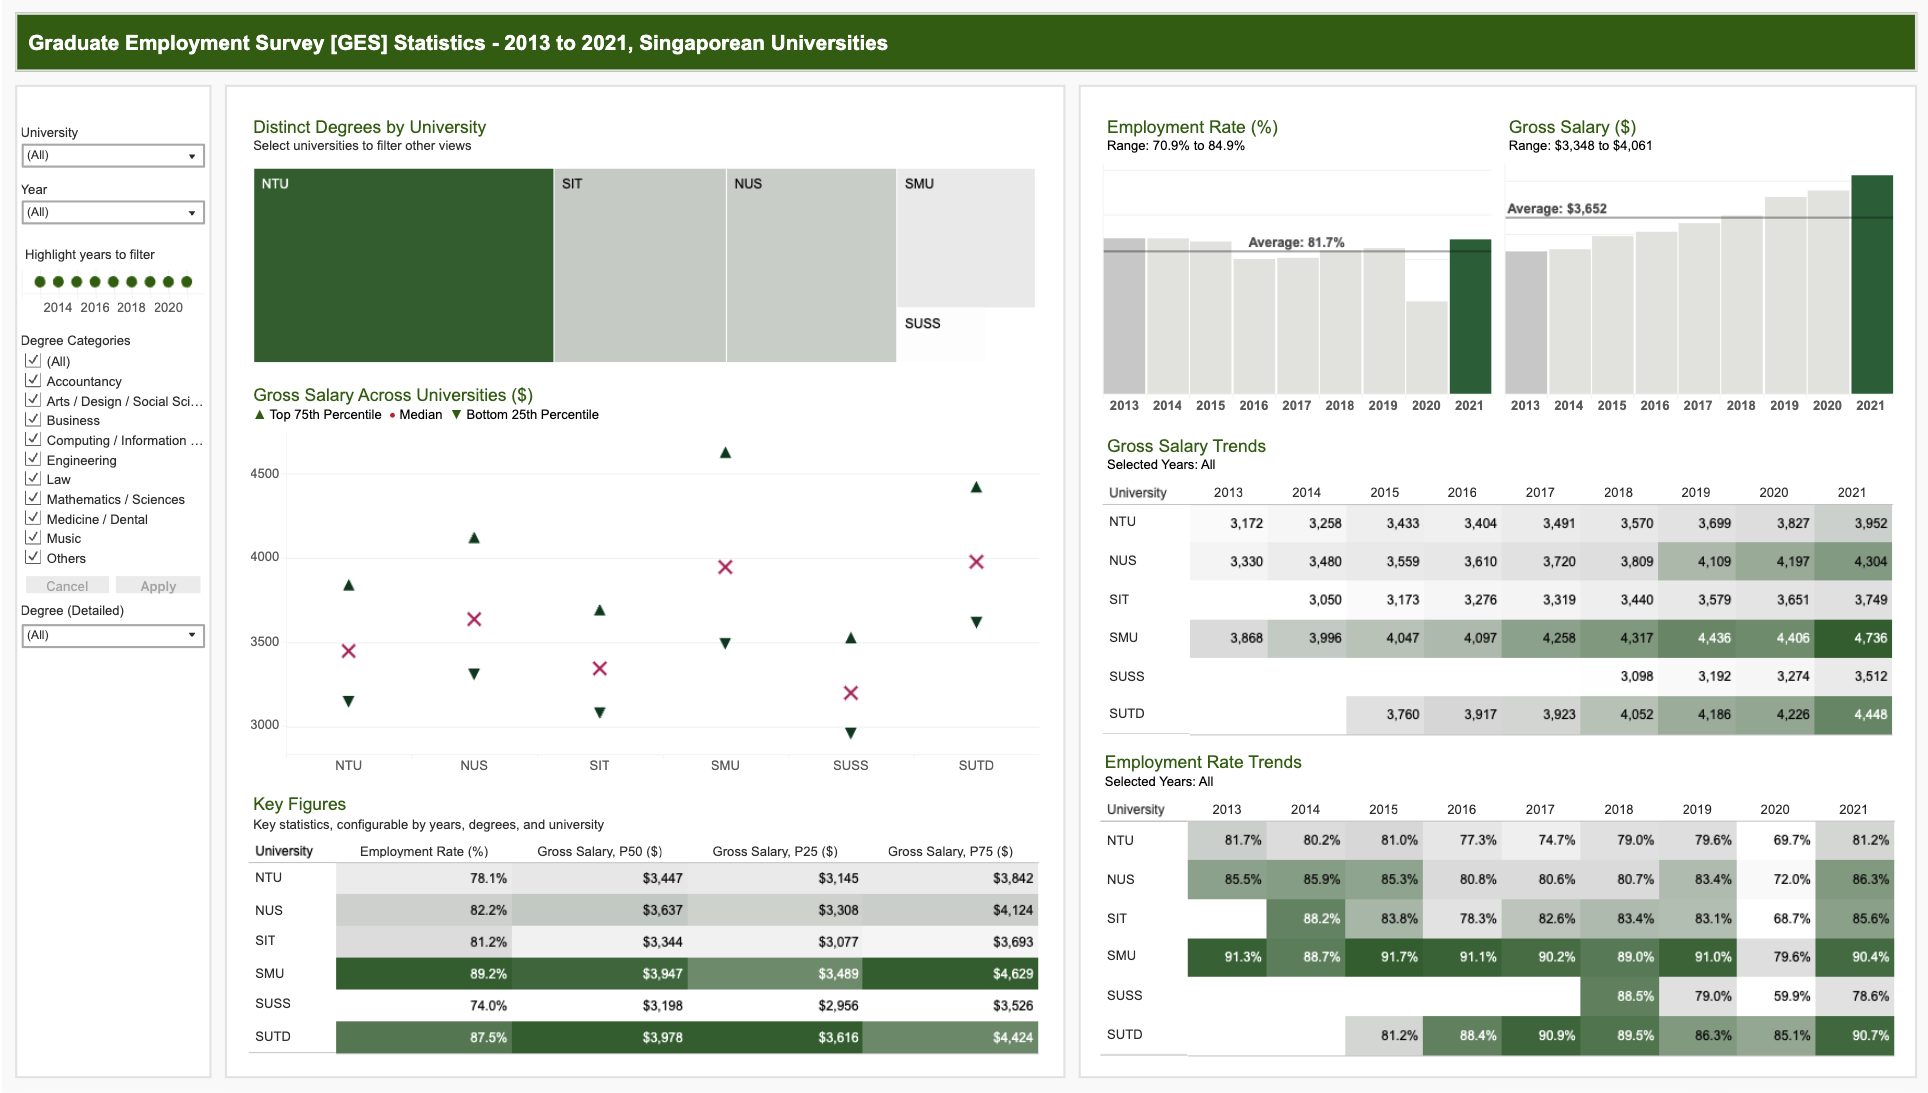 Graduate Employment Survey [GES] Statistics - 2013 to 2021, Singaporean Universities
University
(All)
Year
(All)
Highlight years to filter
2014 2016 2018 2020
Degree Categories
(All)
Accountancy
Arts / Design / Social Sci...
Business
Computing / Information ...
Engineering
Law
Mathematics / Sciences
Medicine / Dental
Music
Others
Cancel Apply
Degree (Detailed)
(All)
Distinct Degrees by University
Select universities to filter other views
NTU SIT NUS SMU
SUSS
Gross Salary Across Universities ($)
▲ Top 75th Percentile • Median ▼ Bottom 25th Percentile
4500
4000
3500
3000
NTU NUS SIT SMU SUSS SUTD
Key Figures
Key statistics, configurable by years, degrees, and university
University Employment Rate (%) Gross Salary, P50 ($) Gross Salary, P25 ($) Gross Salary, P75 ($)
NTU 78.1% $3,447 $3,145 $3,842
NUS 82.2% $3,637 $3,308 $4,124
SIT 81.2% $3,344 $3,077 $3,693
SMU 89.2% $3,947 $3,489 $4,629
SUSS 74.0% $3,198 $2,956 $3,526
SUTD 87.5% $3,978 $3,616 $4,424
Employment Rate (%)
Range: 70.9% to 84.9%
Average: 81.7%
2013 2014 2015 2016 2017 2018 2019 2020 2021
Gross Salary ($)
Range: $3,348 to $4,061
Average: $3,652
2013 2014 2015 2016 2017 2018 2019 2020 2021
Gross Salary Trends
Selected Years: All
University 2013 2014 2015 2016 2017 2018 2019 2020 2021
NTU 3,172 3,258 3,433 3,404 3,491 3,570 3,699 3,827 3,952
NUS 3,330 3,480 3,559 3,610 3,720 3,809 4,109 4,197 4,304
SIT 3,050 3,173 3,276 3,319 3,440 3,579 3,651 3,749
SMU 3,868 3,996 4,047 4,097 4,258 4,317 4,436 4,406 4,736
SUSS 3,098 3,192 3,274 3,512
SUTD 3,760 3,917 3,923 4,052 4,186 4,226 4,448
Employment Rate Trends
Selected Years: All
University 2013 2014 2015 2016 2017 2018 2019 2020 2021
NTU 81.7% 80.2% 81.0% 77.3% 74.7% 79.0% 79.6% 69.7% 81.2%
NUS 85.5% 85.9% 85.3% 80.8% 80.6% 80.7% 83.4% 72.0% 86.3%
SIT 88.2% 83.8% 78.3% 82.6% 83.4% 83.1% 68.7% 85.6%
SMU 91.3% 88.7% 91.7% 91.1% 90.2% 89.0% 91.0% 79.6% 90.4%
SUSS 88.5% 79.0% 59.9% 78.6%
SUTD 81.2% 88.4% 90.9% 89.5% 86.3% 85.1% 90.7%